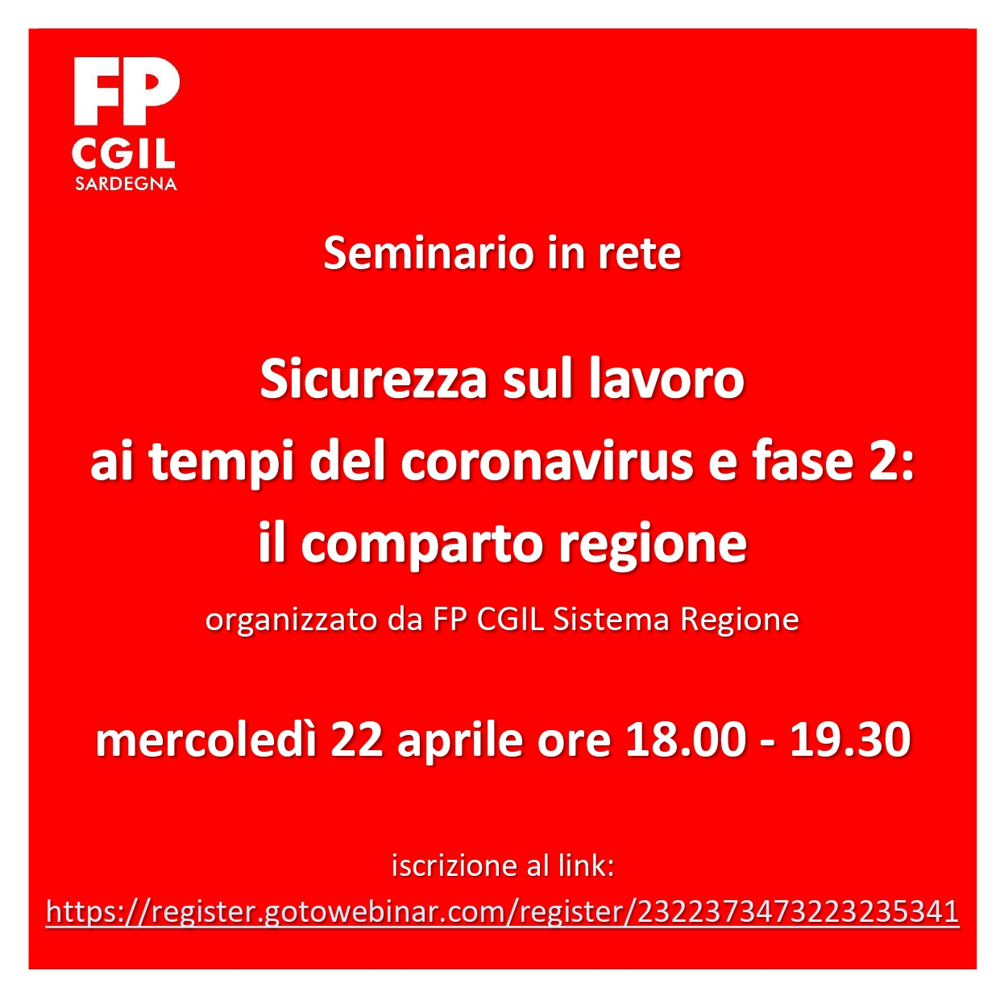 FP
CGIL
SARDEGNA
Seminario in rete
Sicurezza sul lavoro
ai tempi del coronavirus e fase 2:
il comparto regione
organizzato da FP CGIL Sistema Regione
mercoledì 22 aprile ore 18.00 - 19.30
iscrizione al link:
https://register.gotowebinar.com/register/2322373473223235341